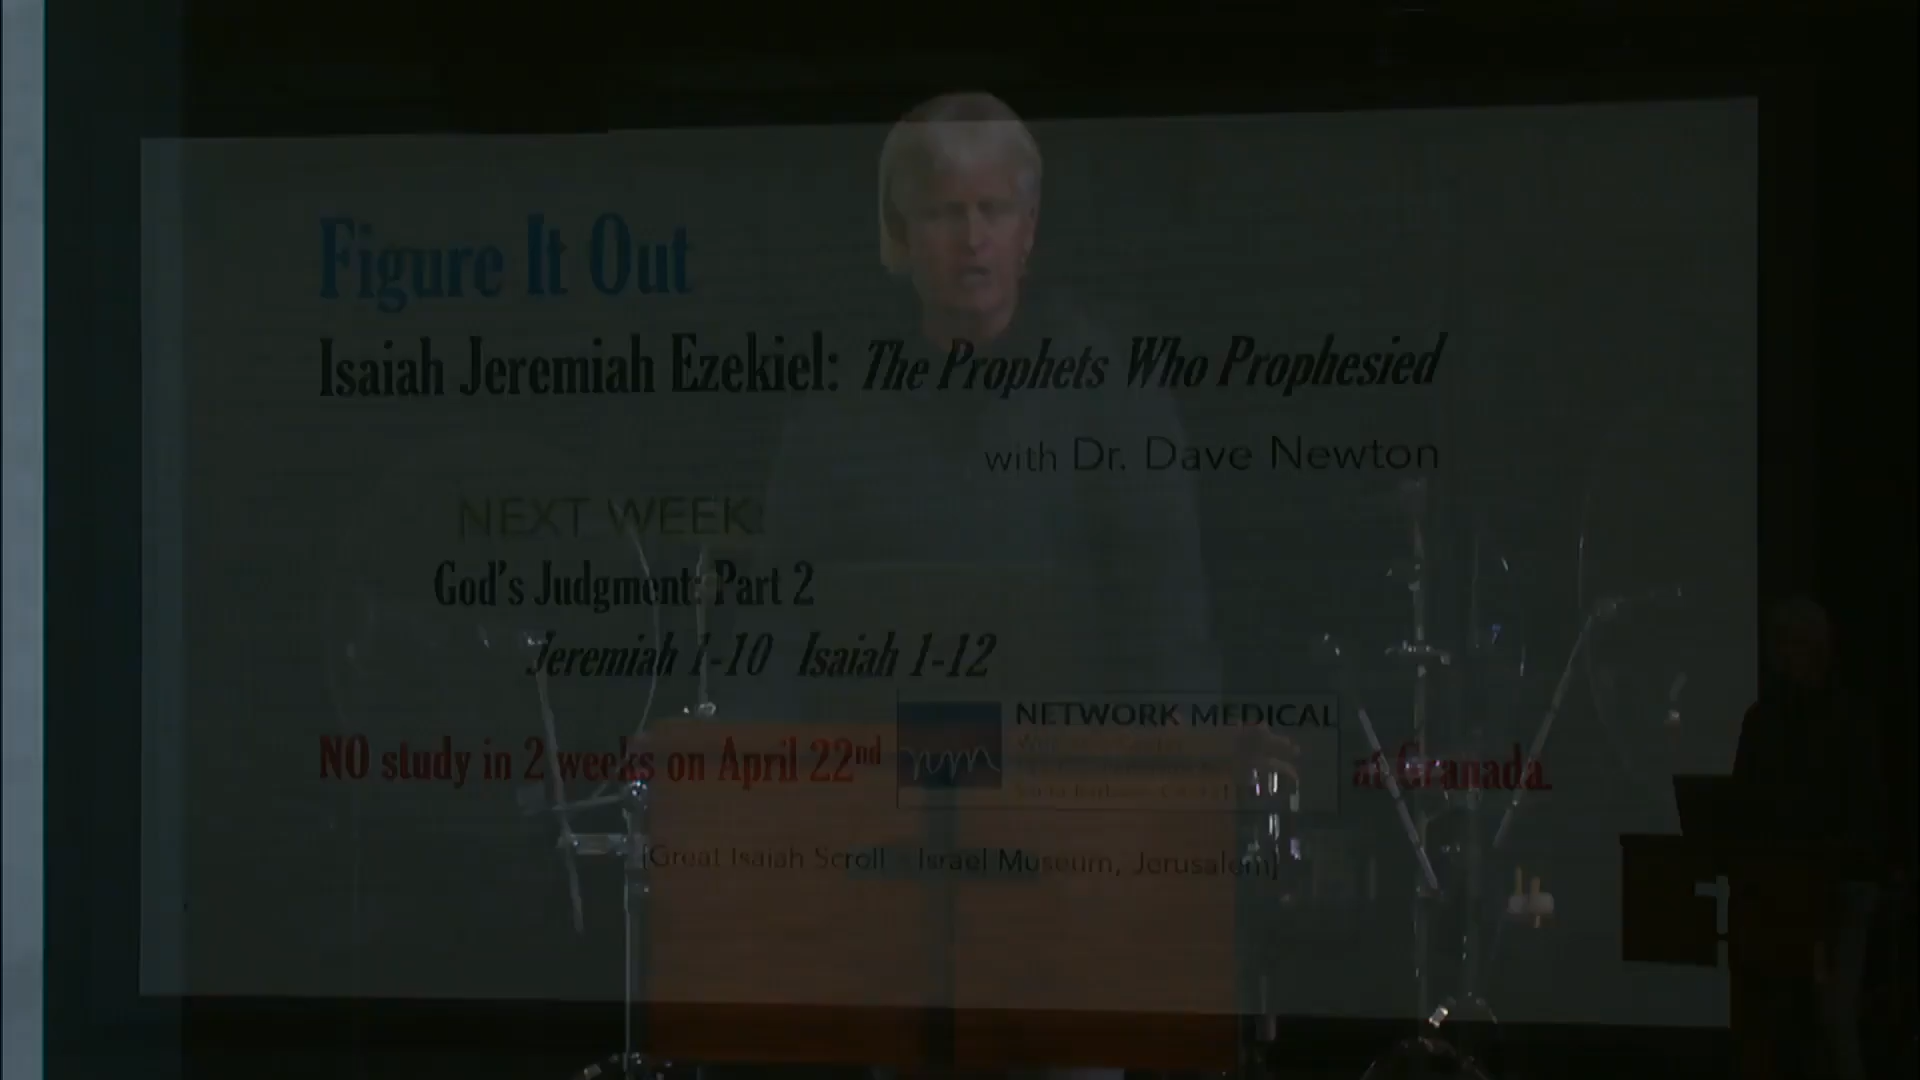 Figure It Out
Isaiah Jeremiah Ezekiel: The Prophets Who Prophesied
with Dr. Dave Newton
NEXT WEEK:
God's Judgment: Part 2
Jeremiah 1-10 Isaiah 1-12
NETWORK MEDICAL
NO study in 2 weeks on April 22nd nm at Granada.
[Great Isaiah Scroll - Israel Museum, Jerusalem]